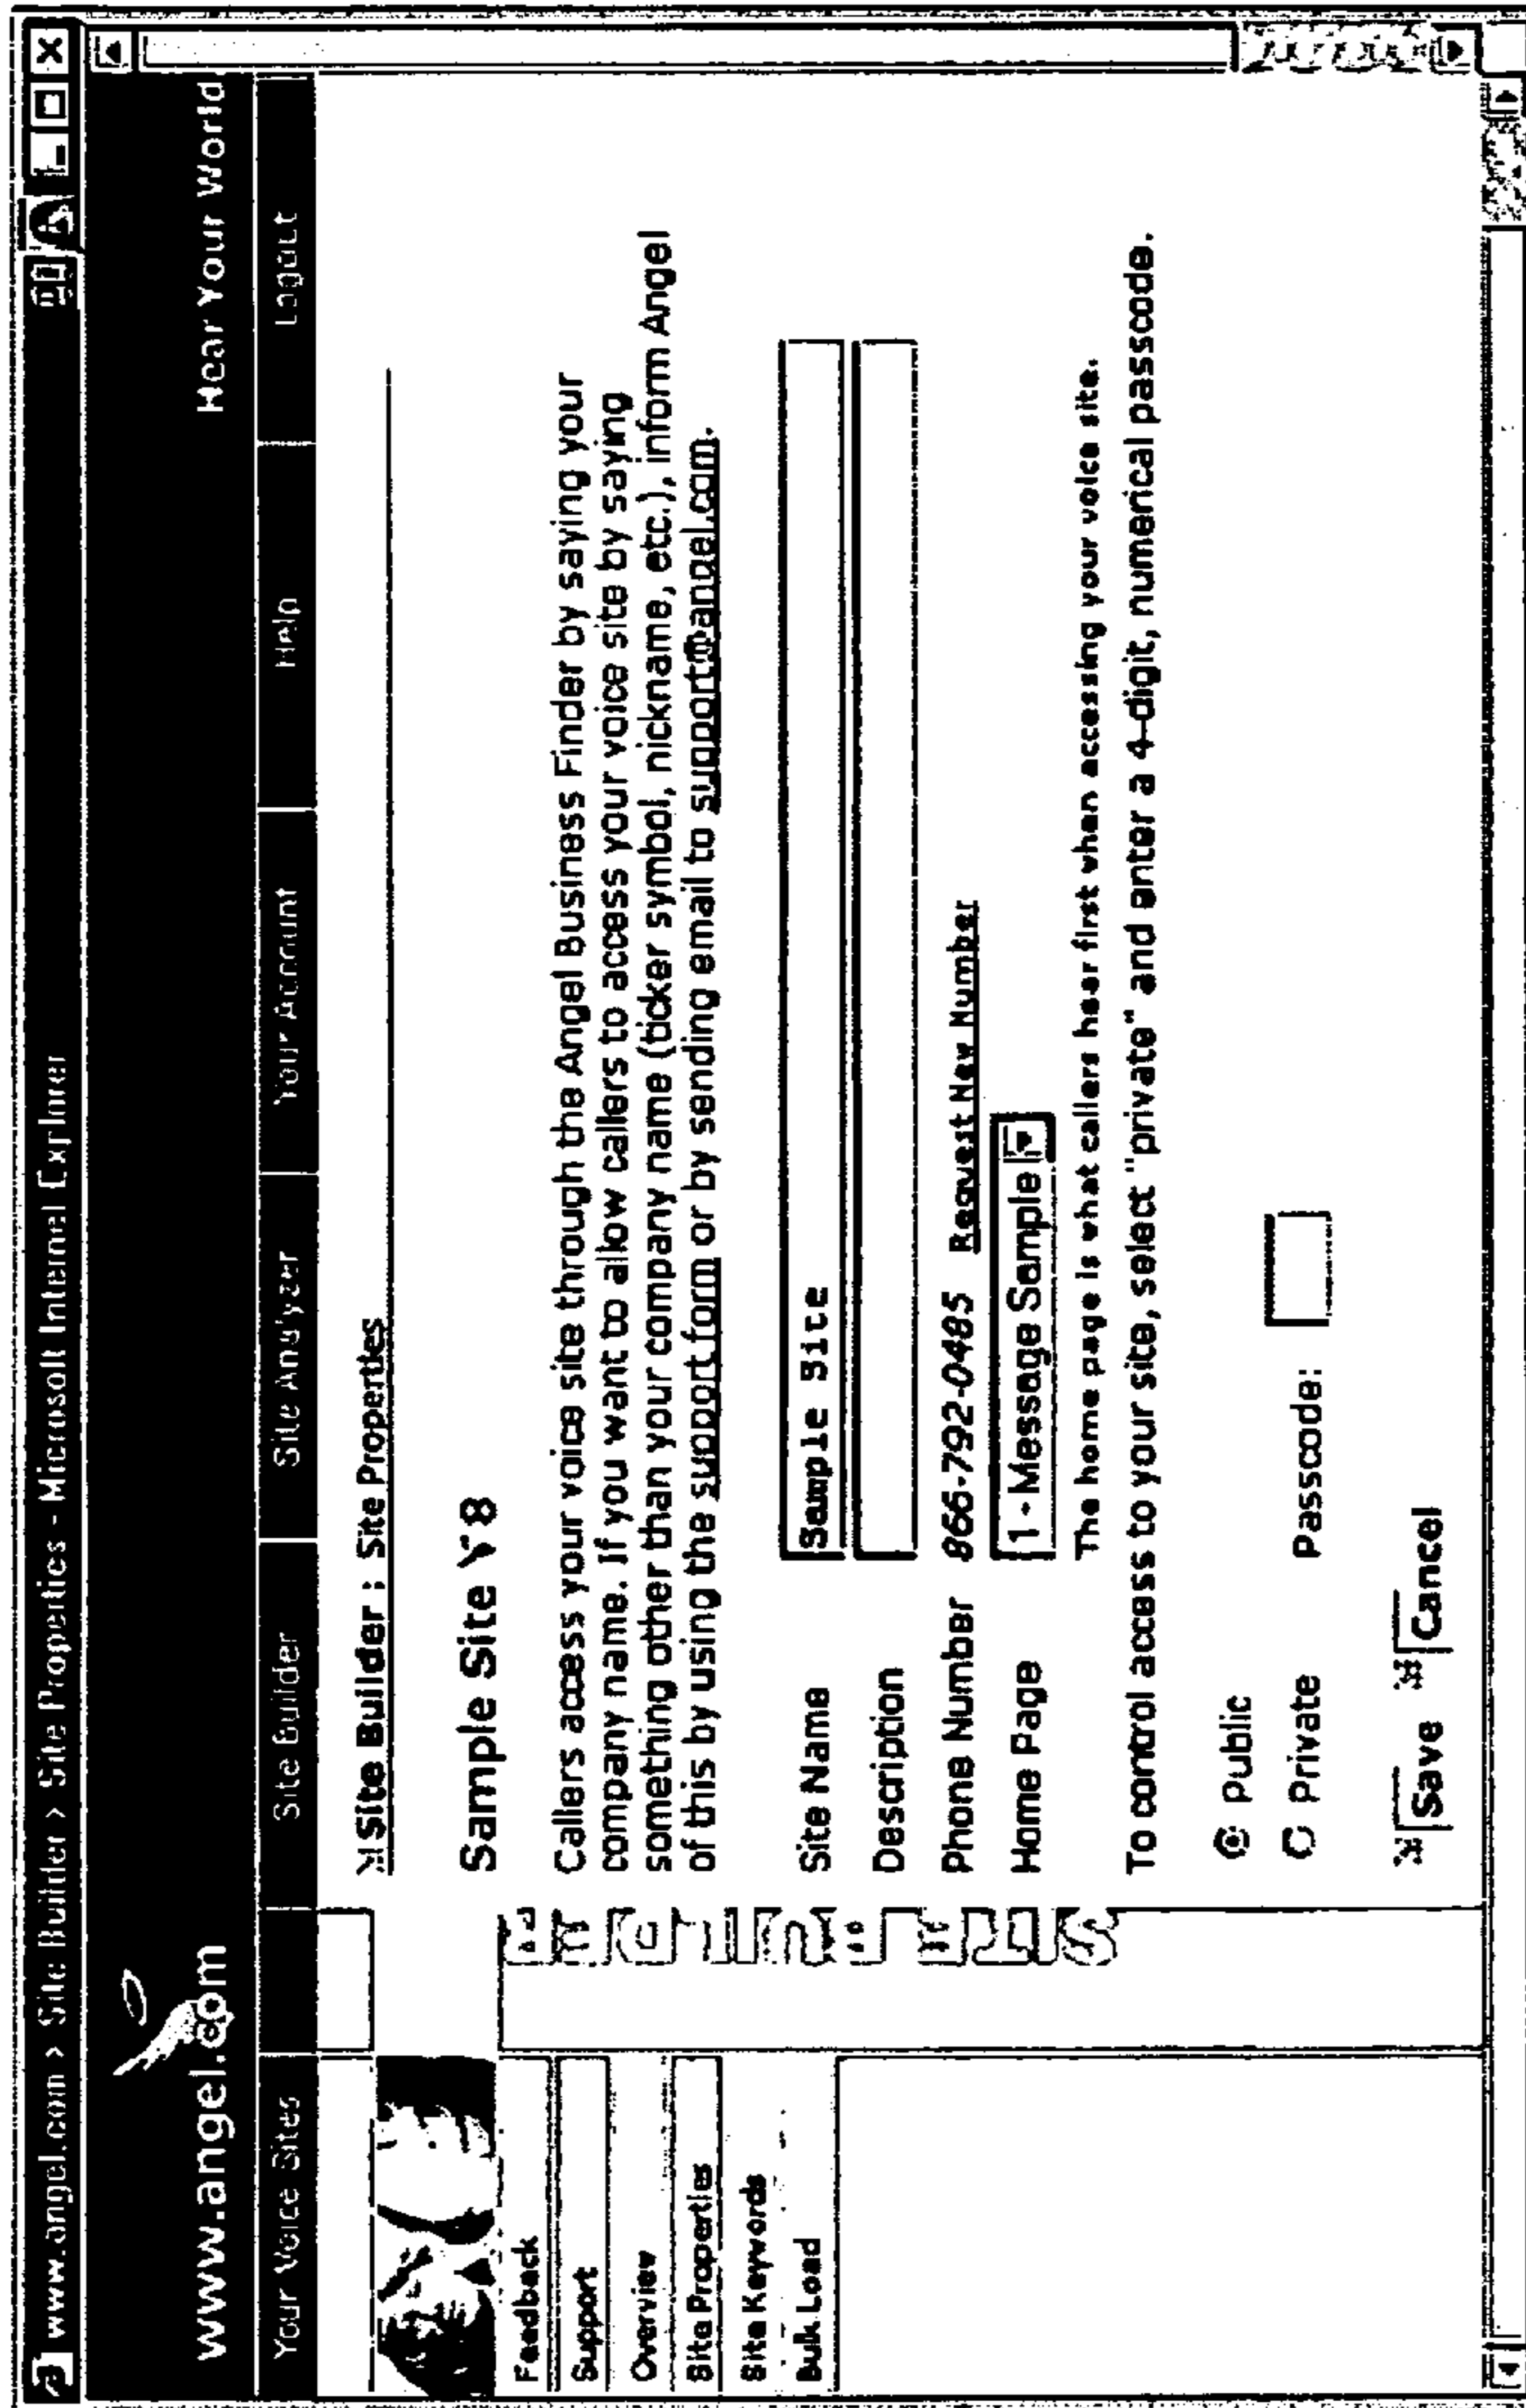 www.angel.com > Site Builder > Site Properties - Microsoft Internet Explorer
www.angel.com
Hear Your World
Your Voice Sites
Site Builder
Site Analyzer
Your Account
Help
Logout
Feedback
Support
Overview
Site Properties
Site Keywords
Bulk Load
SITE BUILDER
Site Builder : Site Properties
Sample Site
Callers access your voice site through the Angel Business Finder by saying your
company name. If you want to allow callers to access your voice site by saying
something other than your company name (ticker symbol, nickname, etc.), inform Angel
of this by using the support form or by sending email to support@angel.com.
Site Name Sample Site
Description
Phone Number 866-792-0485 Request New Number
Home Page 1 - Message Sample
The home page is what callers hear first when accessing your voice site.
To control access to your site, select "private" and enter a 4-digit, numerical passcode.
Public
Private Passcode:
Save Cancel